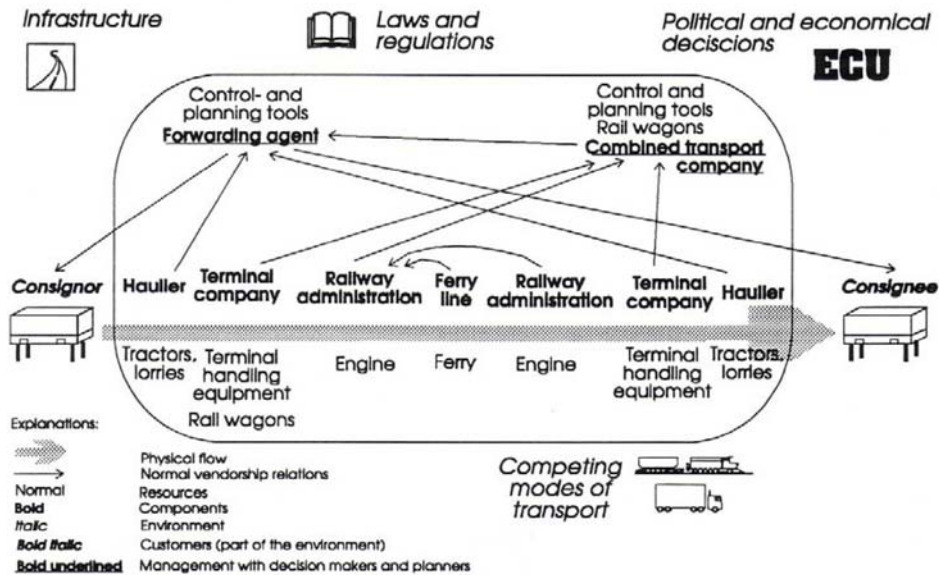 Infrastructure
Laws and
regulations
Political and economical
deciscions
ECU
Control- and
planning tools
Forwarding agent
Control and
planning tools
Rail wagons
Combined transport
company
Consignor
Haulier
Terminal
company
Railway
administration
Ferry
line
Railway
administration
Terminal
company
Haulier
Consignee
Tractors,
lorries
Terminal
handling
equipment
Rail wagons
Engine
Ferry
Engine
Terminal
handling
equipment
Tractors,
lorries
Explanations:
Physical flow
Normal vendorship relations
Normal Resources
Bold Components
Italic Environment
Bold Italic Customers (part of the environment)
Bold underlined Management with decision makers and planners
Competing
modes of
transport